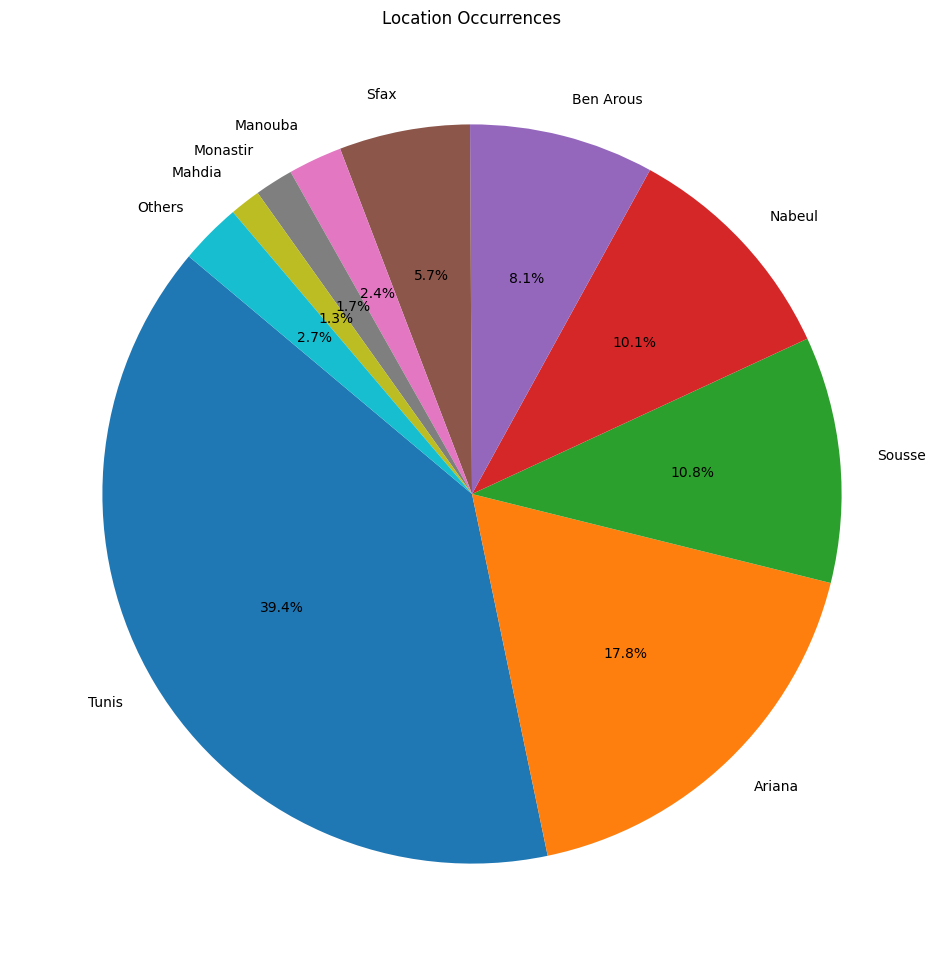 Location Occurrences
Sfax
Ben Arous
Manouba
Monastir
Mahdia
Others
Nabeul
Sousse
Ariana
Tunis
5.7%
8.1%
2.4%
1.7%
1.3%
2.7%
10.1%
10.8%
17.8%
39.4%